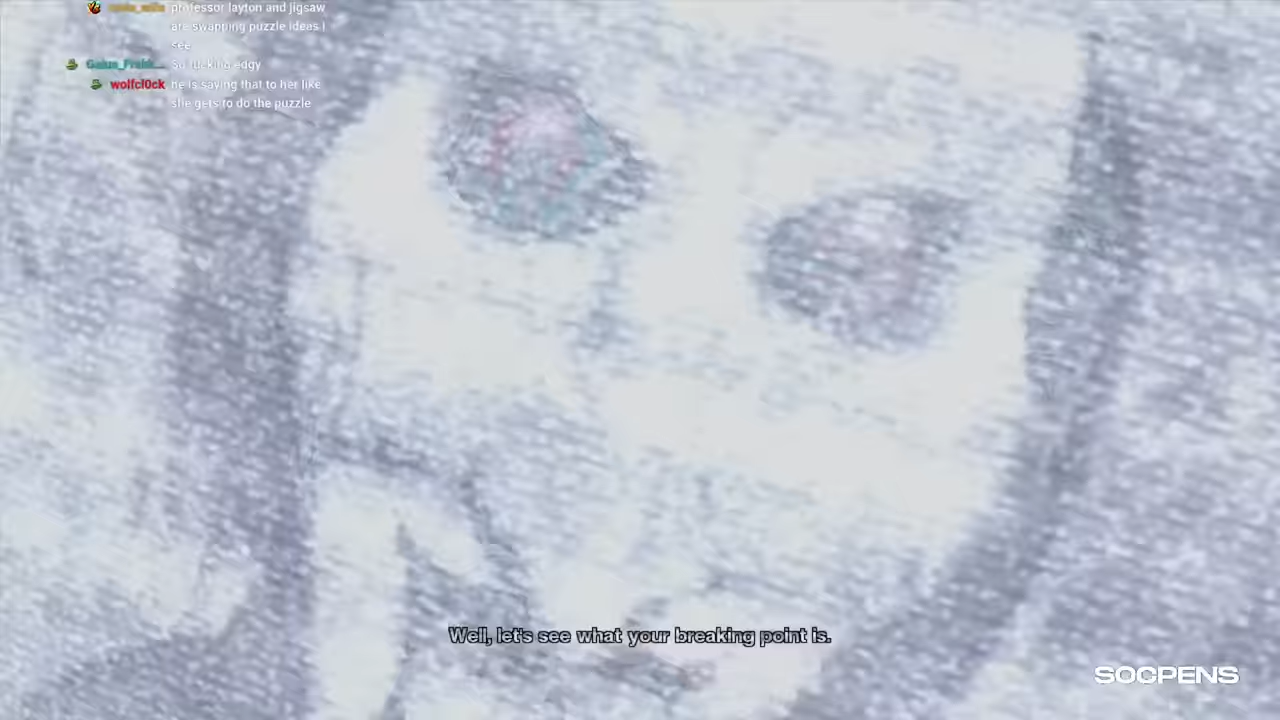 professor layton and jigsaw
are swapping puzzle ideas I
see
So fucking edgy
wolfcl0ck he is saying that to her like
she gets to do the puzzle
Well, let's see what your breaking point is.
SOCPENS